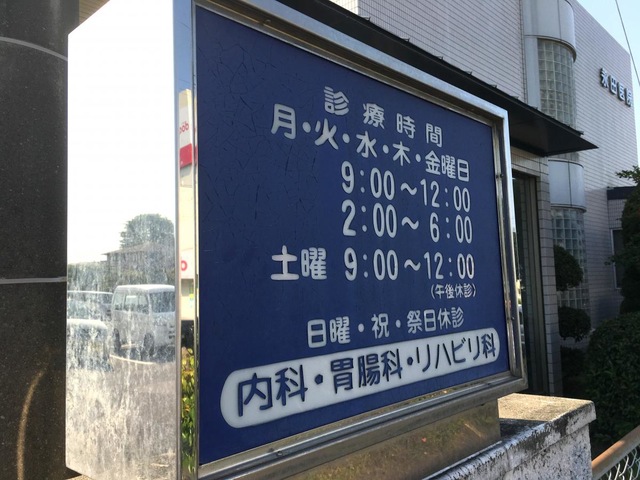 診療時間
月・火・水・木・金曜日
9:00～12:00
2:00～ 6:00
土曜 9:00～12:00
(午後休診)
日曜・祝・祭日休診
内科・胃腸科・リハビリ科